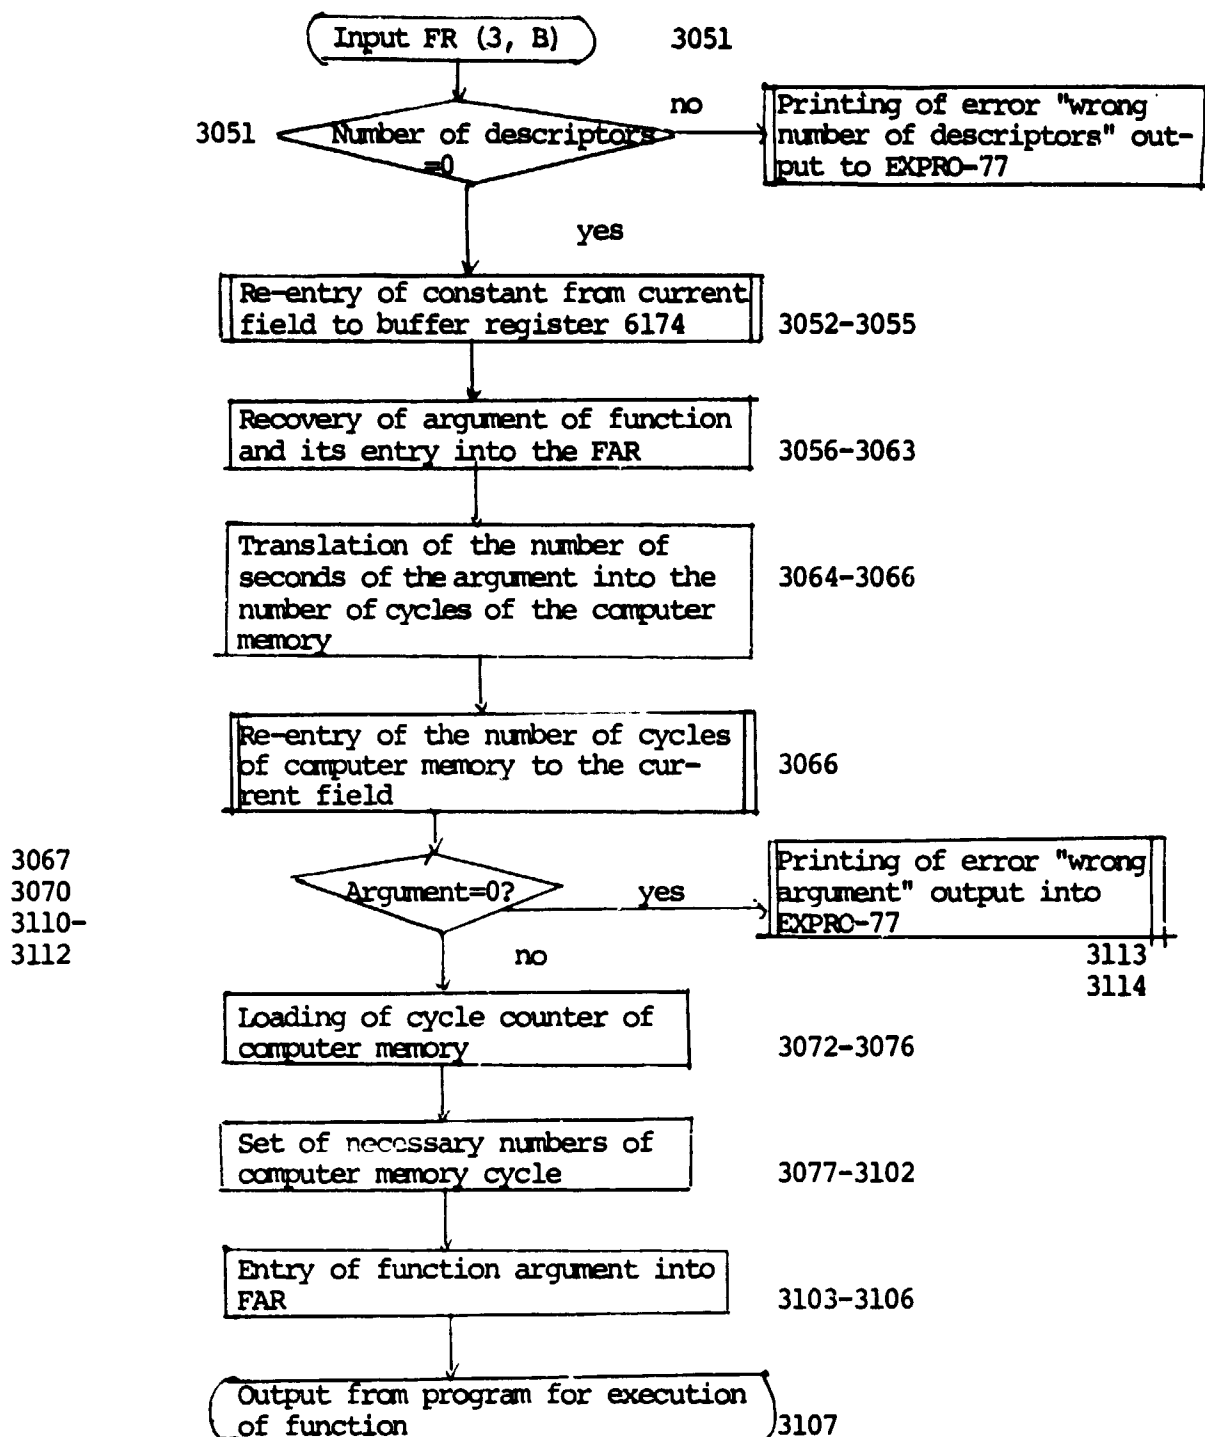 Input FR (3, B) 3051
no
3051 Number of descriptors
=0
Printing of error "wrong
number of descriptors" out-
put to EXPRO-77
yes
Re-entry of constant from current
field to buffer register 6174 3052-3055
Recovery of argument of function
and its entry into the FAR 3056-3063
Translation of the number of
seconds of the argument into the 3064-3066
number of cycles of the computer
memory
Re-entry of the number of cycles
of computer memory to the cur- 3066
rent field
3067
3070
3110-
3112
Argument=0? yes
Printing of error "wrong
argument" output into
EXPRO-77
3113
3114
no
Loading of cycle counter of
computer memory 3072-3076
Set of necessary numbers of
computer memory cycle 3077-3102
Entry of function argument into
FAR 3103-3106
Output from program for execution
of function 3107